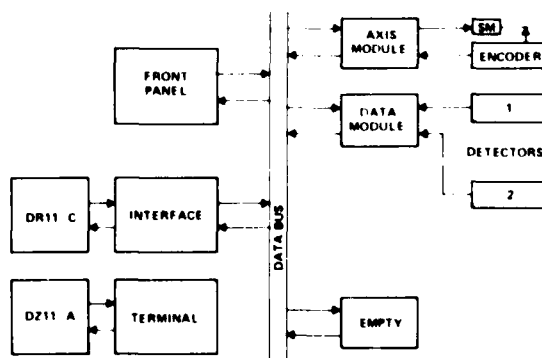 SM
AXIS
MODULE
ENCODER
FRONT
PANEL
DATA
MODULE
1
DETECTORS
2
DR11 C
INTERFACE
DATA BUS
DZ11 A
TERMINAL
EMPTY